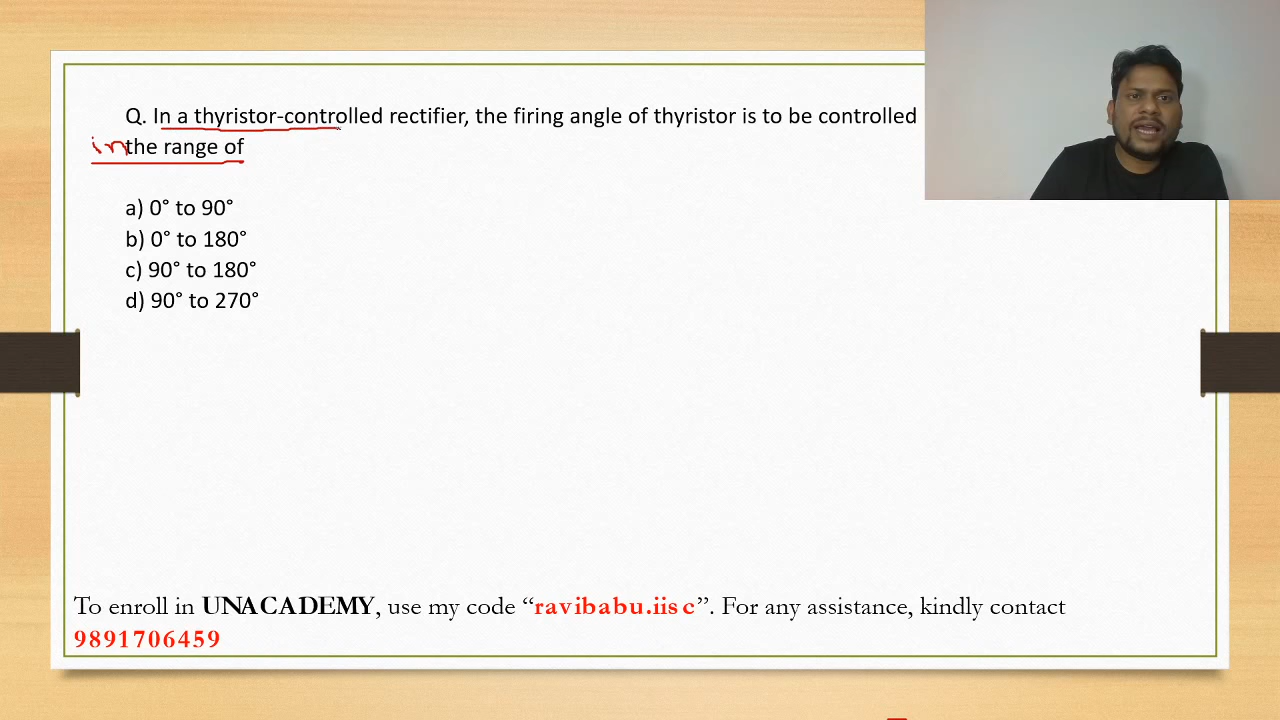 Q. In a thyristor-controlled rectifier, the firing angle of thyristor is to be controlled
in the range of
a) 0° to 90°
b) 0° to 180°
c) 90° to 180°
d) 90° to 270°
To enroll in UNACADEMY, use my code “ravibabu.iisc”. For any assistance, kindly contact
9891706459